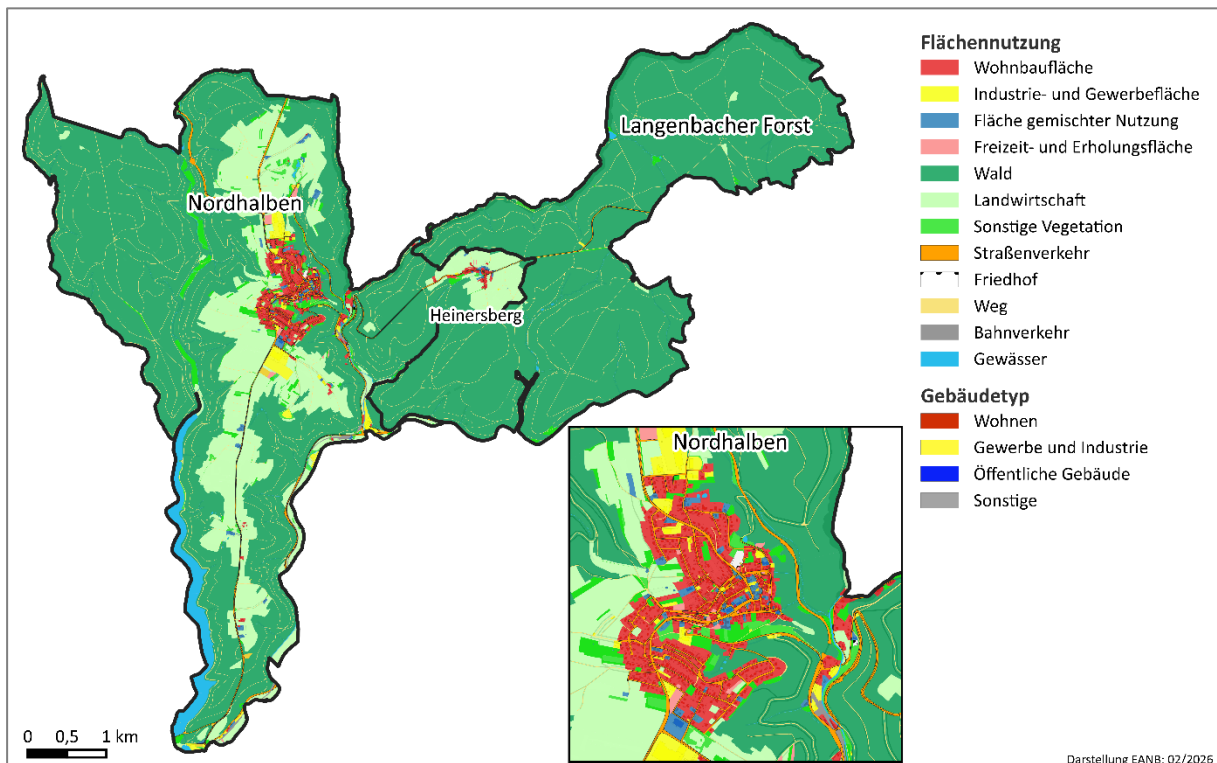 Nordhalben
Langenbacher Forst
Heinersberg
0 0,5 1 km
Nordhalben
Flächennutzung
Wohnbaufläche
Industrie- und Gewerbefläche
Fläche gemischter Nutzung
Freizeit- und Erholungsfläche
Wald
Landwirtschaft
Sonstige Vegetation
Straßenverkehr
Friedhof
Weg
Bahnverkehr
Gewässer
Gebäudetyp
Wohnen
Gewerbe und Industrie
Öffentliche Gebäude
Sonstige
Darstellung EANB; 02/2026